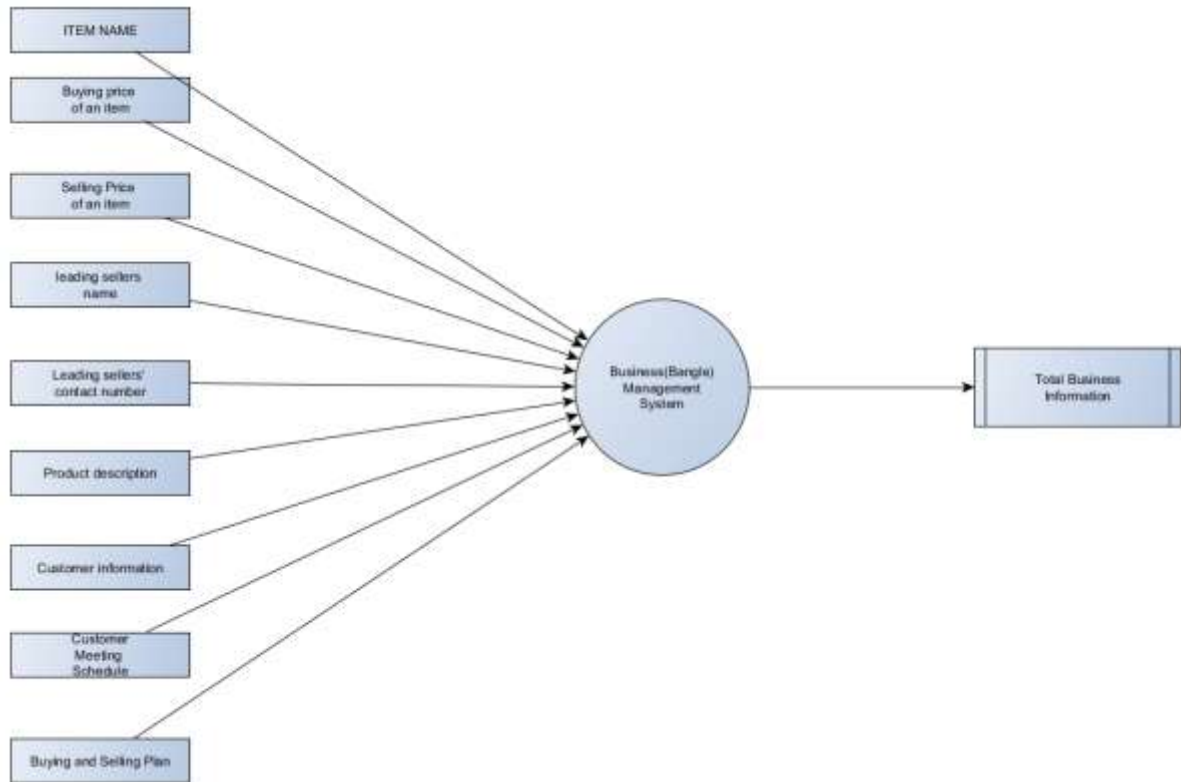 ITEM NAME
Buying price
of an item
Selling Price
of an item
leading sellers
name
Leading sellers'
contact number
Product description
Customer information
Customer
Meeting
Schedule
Buying and Selling Plan
Business(Bangle)
Management
System
Total Business
Information